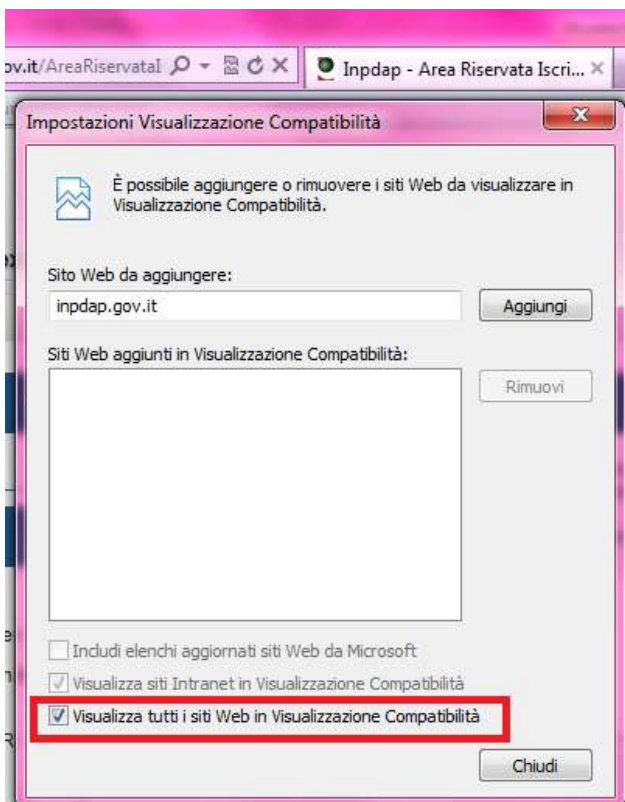 ov.it/AreaRiservataI
Inpdap - Area Riservata Iscri...
Impostazioni Visualizzazione Compatibilità
È possibile aggiungere o rimuovere i siti Web da visualizzare in
Visualizzazione Compatibilità.
Sito Web da aggiungere:
inpdap.gov.it
Aggiungi
Siti Web aggiunti in Visualizzazione Compatibilità:
Rimuovi
Includi elenchi aggiornati siti Web da Microsoft
Visualizza siti Intranet in Visualizzazione Compatibilità
Visualizza tutti i siti Web in Visualizzazione Compatibilità
Chiudi